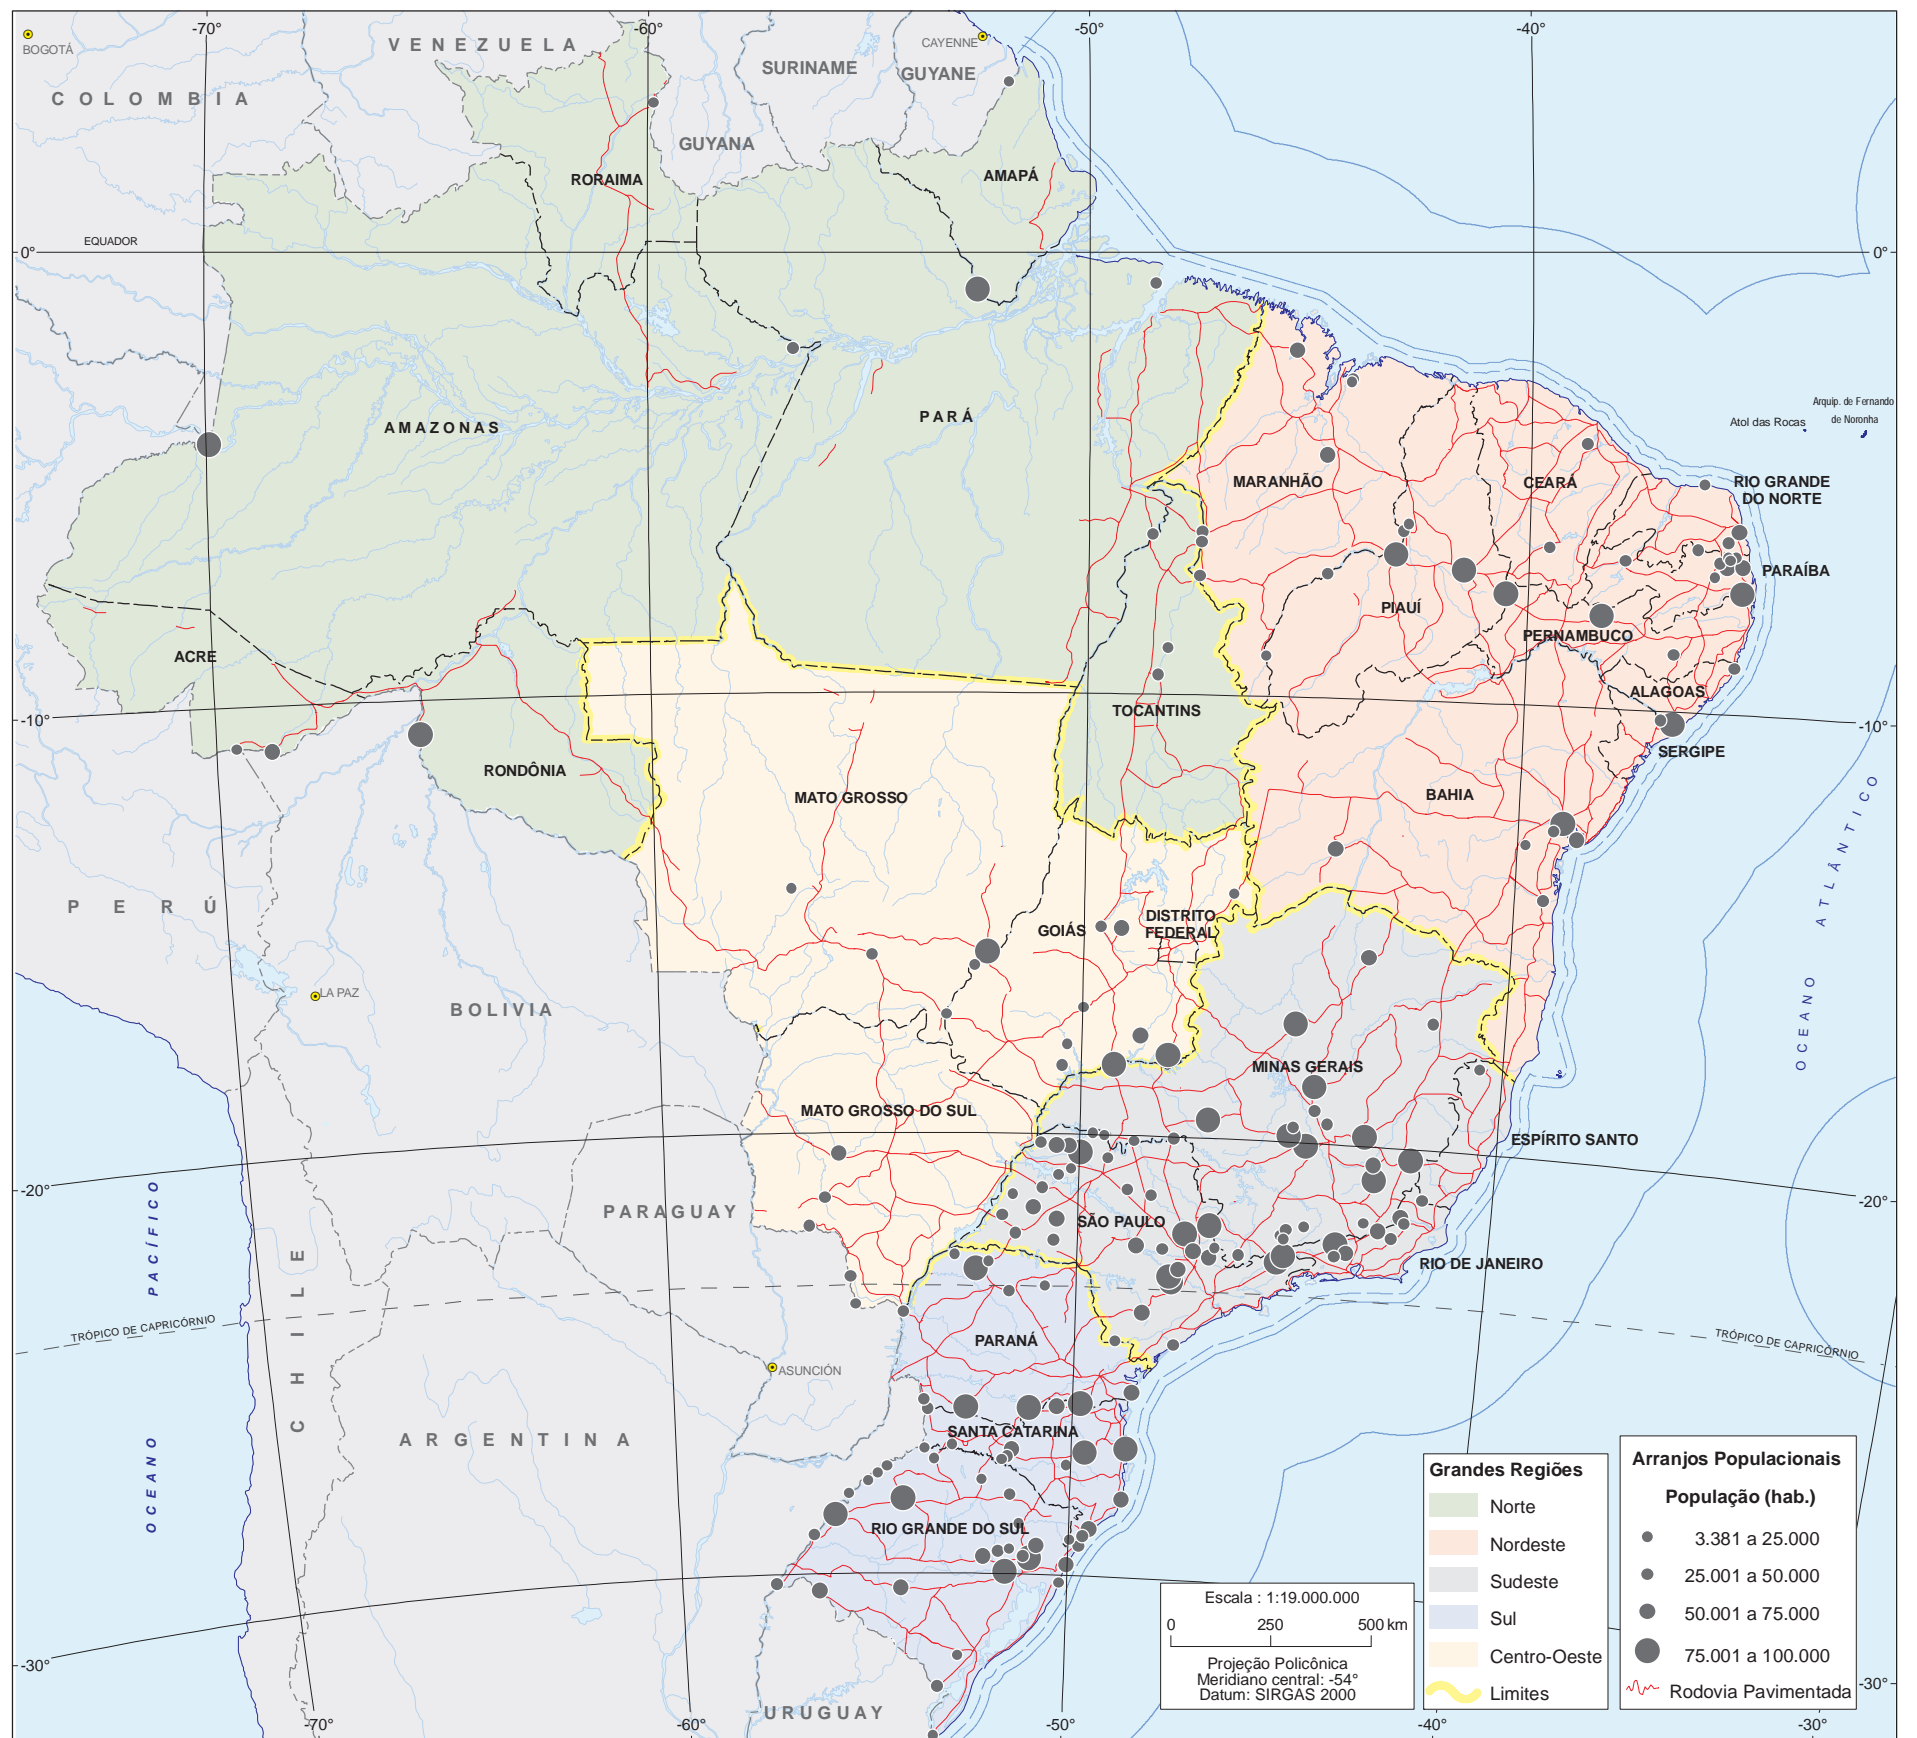 -70°
-60°
-50°
-40°
BOGOTÁ
VENEZUELA
CAYENNE
SURINAME
GUYANE
COLOMBIA
GUYANA
RORAIMA
AMAPÁ
EQUADOR
0°
0°
AMAZONAS
PARÁ
Arquip. de Fernando
de Noronha
Atol das Rocas
MARANHÃO
CEARÁ
RIO GRANDE
DO NORTE
PARAÍBA
PIAUÍ
PERNAMBUCO
ACRE
ALAGOAS
TOCANTINS
-10°
-10°
SERGIPE
RONDÔNIA
MATO GROSSO
BAHIA
PERÚ
GOIÁS
DISTRITO
FEDERAL
OCEANO ATLÂNTICO
LA PAZ
BOLIVIA
MINAS GERAIS
MATO GROSSO DO SUL
ESPÍRITO SANTO
-20°
-20°
PARAGUAY
SÃO PAULO
RIO DE JANEIRO
OCEANO PACÍFICO
CHILE
TRÓPICO DE CAPRICÓRNIO
TRÓPICO DE CAPRICÓRNIO
PARANÁ
ASUNCIÓN
ARGENTINA
SANTA CATARINA
RIO GRANDE DO SUL
URUGUAY
-30°
-30°
-70°
-60°
-50°
-40°
-30°
Escala : 1:19.000.000
0 250 500 km
Projeção Policônica
Meridiano central: -54°
Datum: SIRGAS 2000
Grandes Regiões
Norte
Nordeste
Sudeste
Sul
Centro-Oeste
Limites
Arranjos Populacionais
População (hab.)
3.381 a 25.000
25.001 a 50.000
50.001 a 75.000
75.001 a 100.000
Rodovia Pavimentada